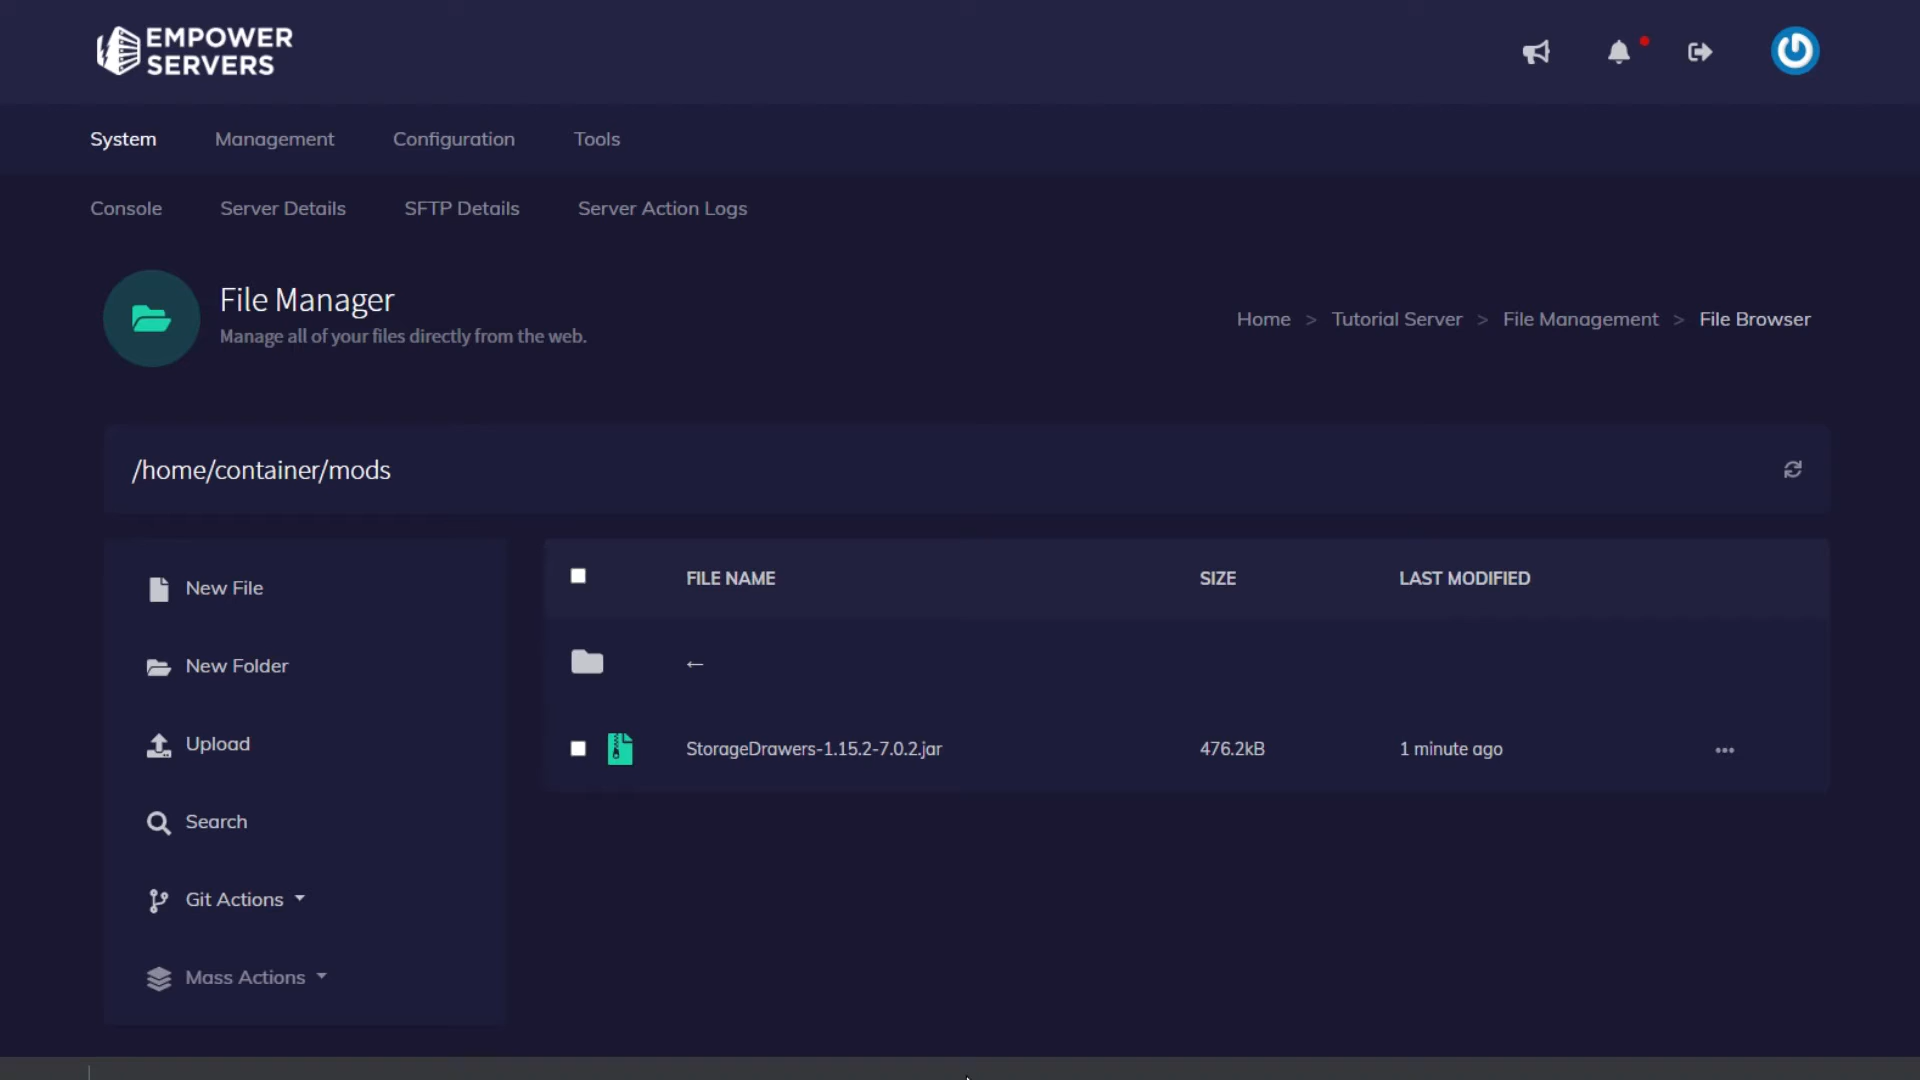 EMPOWER
SERVERS
System Management Configuration Tools
Console Server Details SFTP Details Server Action Logs
File Manager
Manage all of your files directly from the web.
Home > Tutorial Server > File Management > File Browser
/home/container/mods
New File
New Folder
Upload
Search
Git Actions
Mass Actions
FILE NAME SIZE LAST MODIFIED
←
StorageDrawers-1.15.2-7.0.2.jar 476.2kB 1 minute ago •••